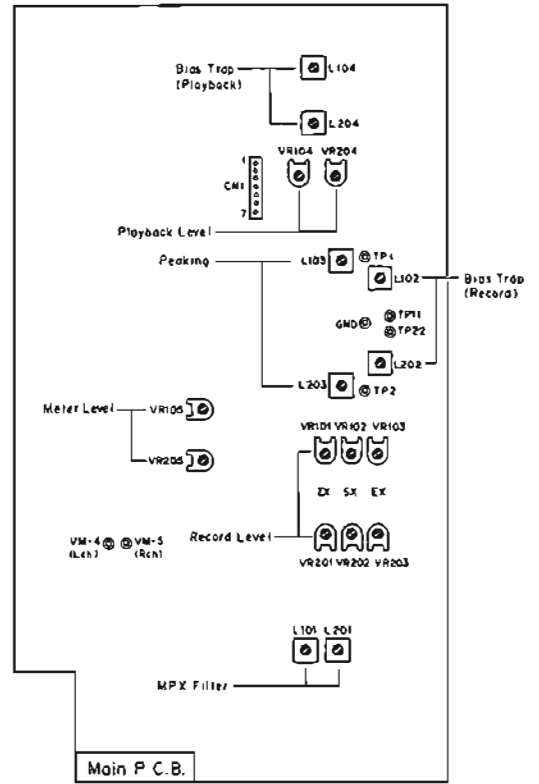 Bias Trap
(Playback)
L104
L204
VR104 VR204
1
CN1
7
Playback Level
Peaking
L103
TP1
L102
Bias Trap
(Record)
GND
TP11
TP22
L202
L203
TP2
Meter Level
VR105
VR205
VR101 VR102 VR103
ZX SX EX
VM-4
(Lch)
VM-5
(Rch)
Record Level
VR201 VR202 VR203
L101 L201
MPX Filter
Main P.C.B.